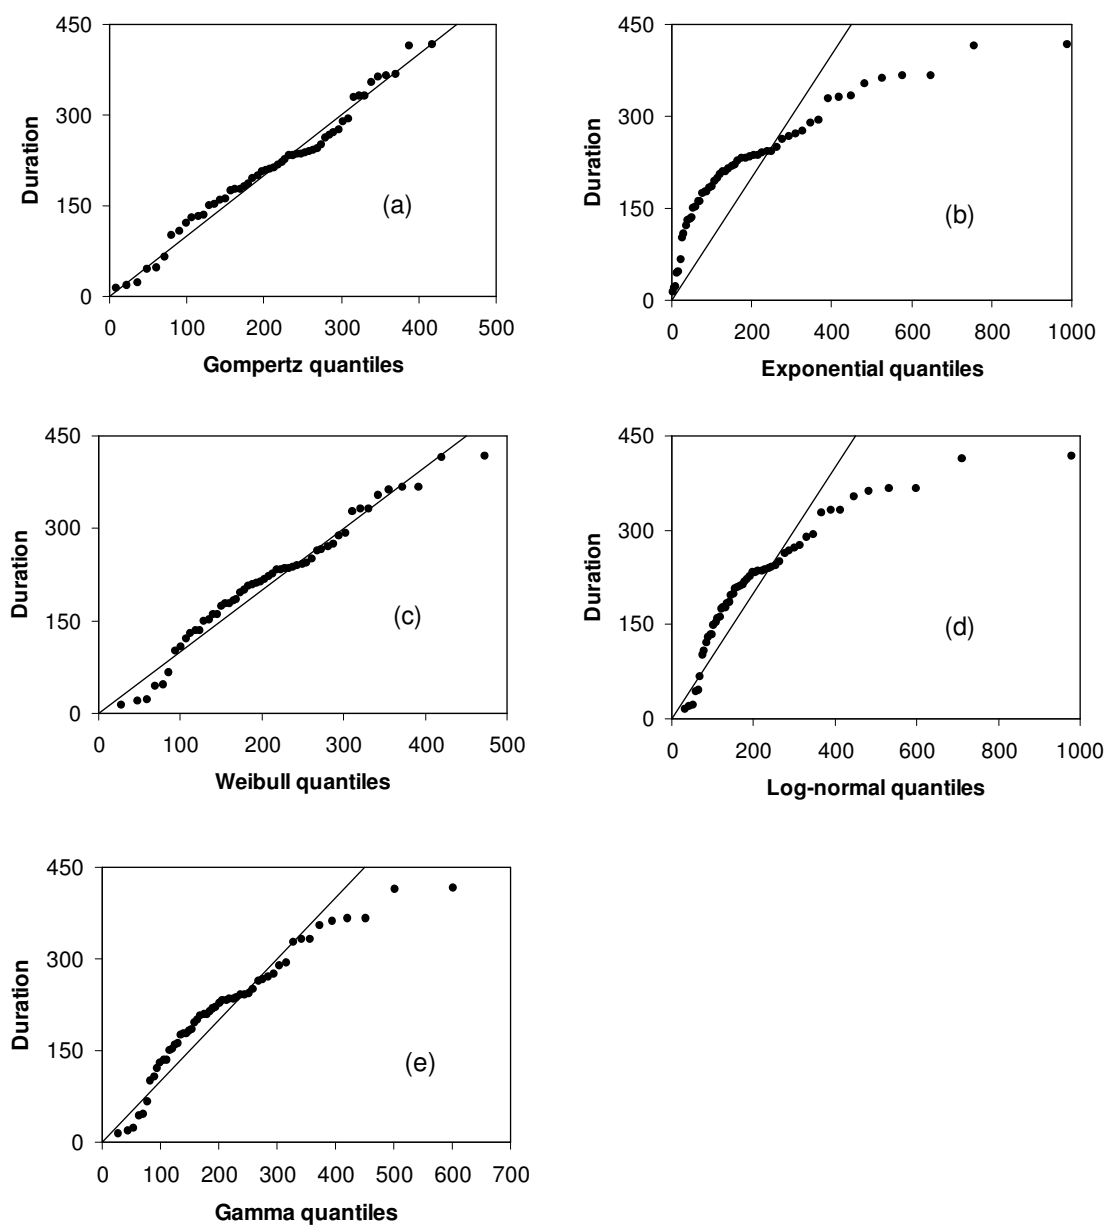 450
300
150
0
Duration
(a)
0 100 200 300 400 500
Gompertz quantiles
450
300
150
0
Duration
(b)
0 200 400 600 800 1000
Exponential quantiles
450
300
150
0
Duration
(c)
0 100 200 300 400 500
Weibull quantiles
450
300
150
0
Duration
(d)
0 200 400 600 800 1000
Log-normal quantiles
450
300
150
0
Duration
(e)
0 100 200 300 400 500 600 700
Gamma quantiles